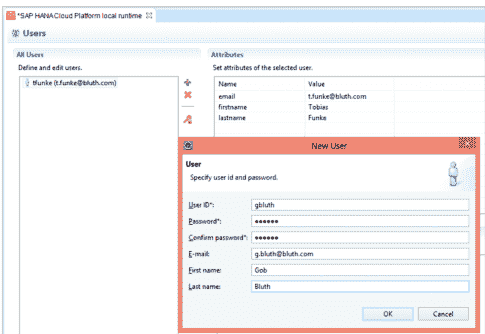 *SAP HANA Cloud Platform local runtime
Users
All Users
Define and edit users.
tfunke (t.funke@bluth.com)
Attributes
Set attributes of the selected user.
Name Value
email t.funke@bluth.com
firstname Tobias
lastname Funke
New User
User
Specify user id and password.
User ID*: gbluth
Password*: ●●●●●●
Confirm password*: ●●●●●●
E-mail: g.bluth@bluth.com
First name: Gob
Last name: Bluth
OK Cancel